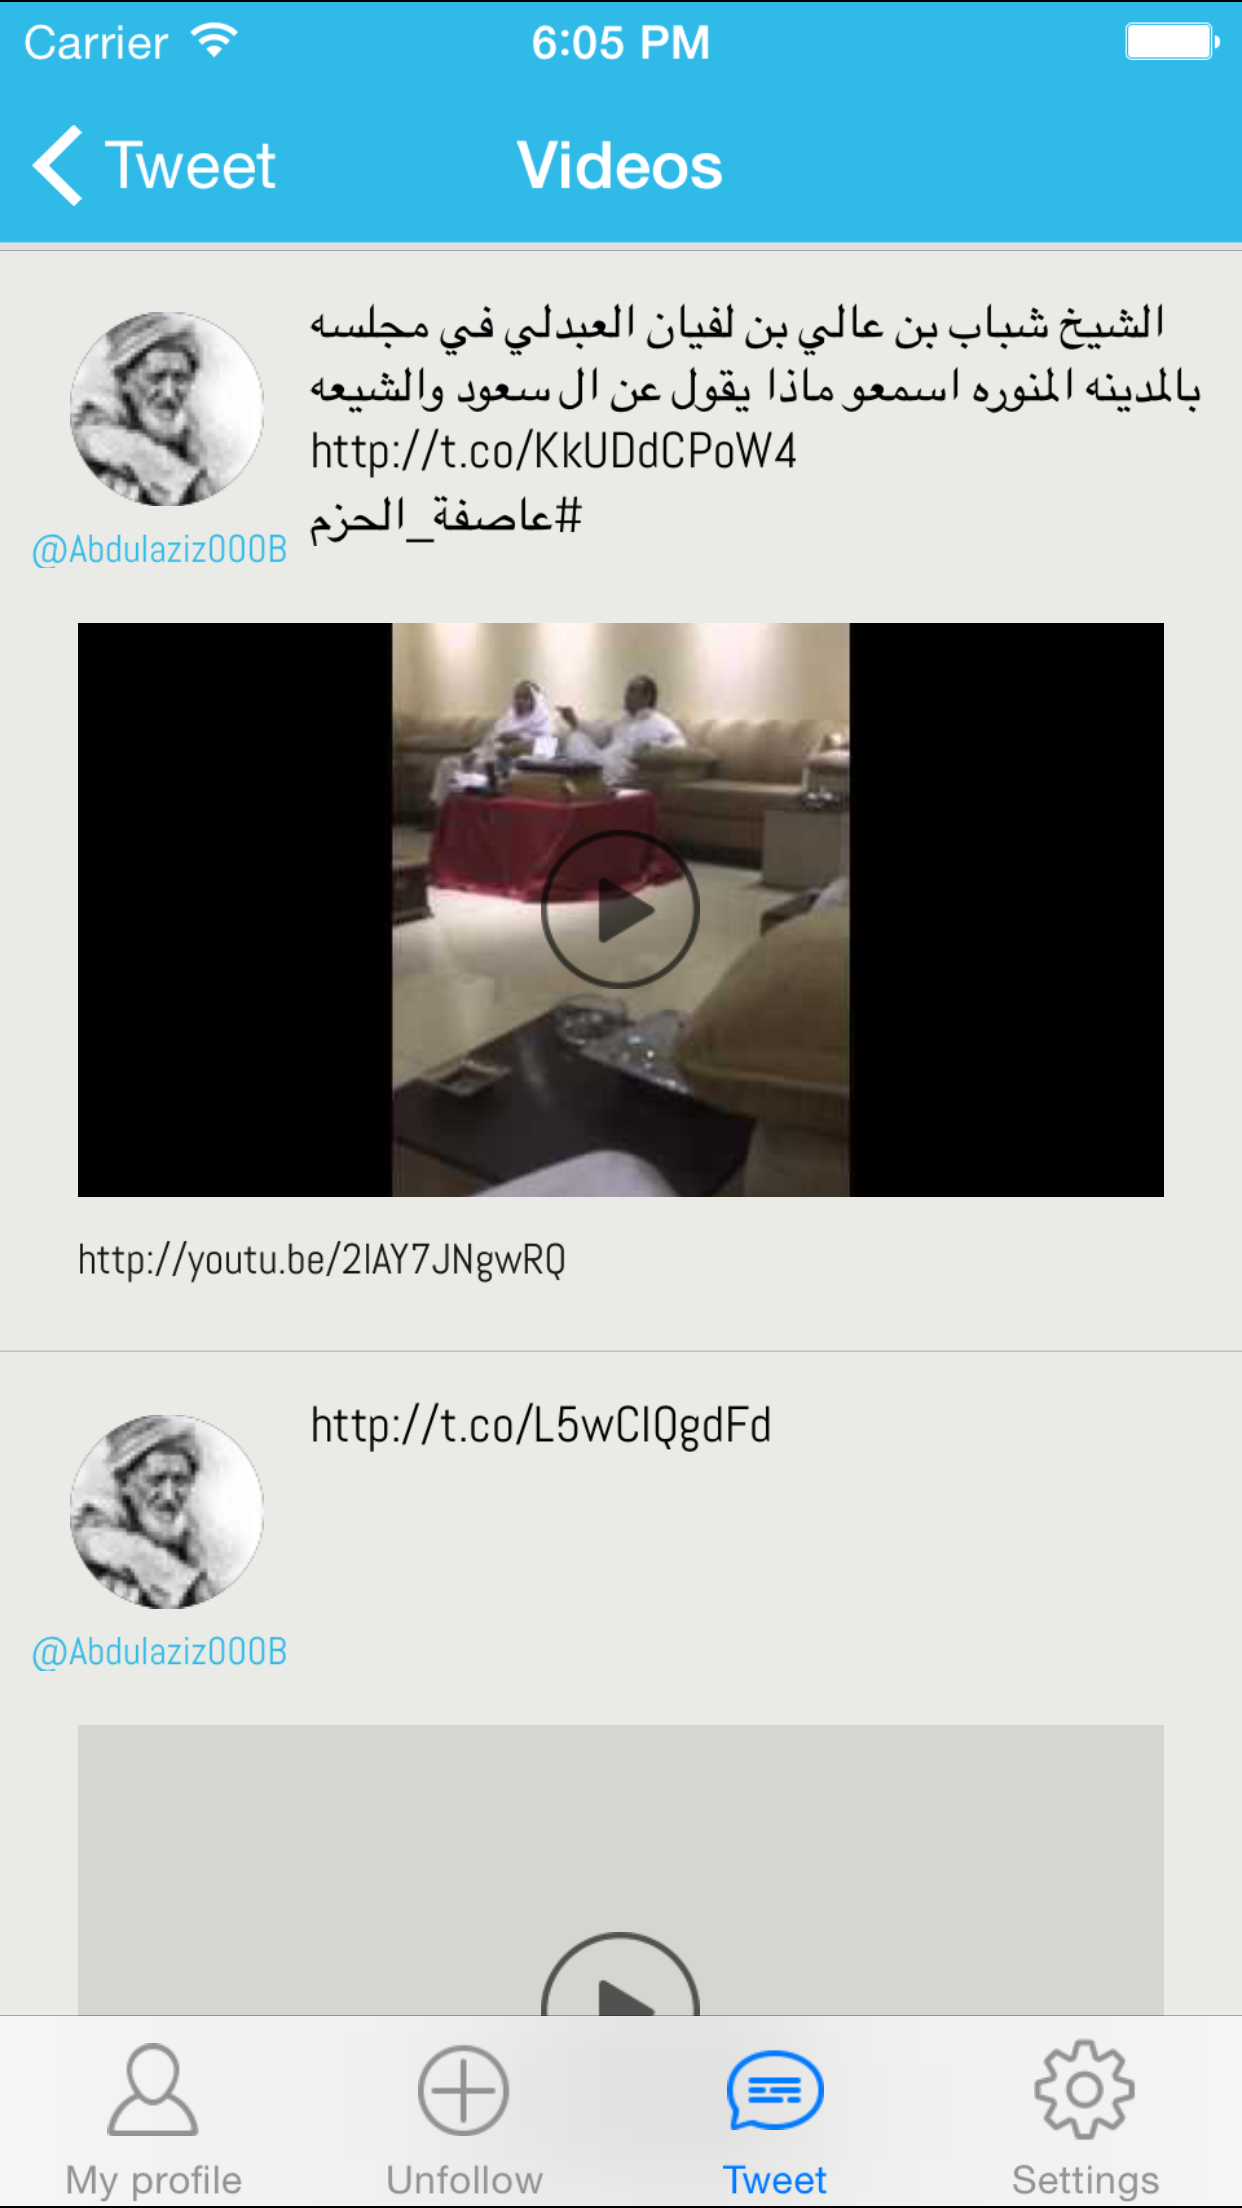 Carrier
6:05 PM
Tweet
Videos
الشيخ شباب بن عالي بن لفيان العبدلي في مجلسه
بالمدينه المنوره اسمعو ماذا يقول عن ال سعود والشيعه
http://t.co/KkUDdCPoW4
#عاصفة_الحزم
@Abdulaziz000B
http://youtu.be/2IAY7JNgwRQ
http://t.co/L5wCIQgdFd
@Abdulaziz000B
My profile
Unfollow
Tweet
Settings